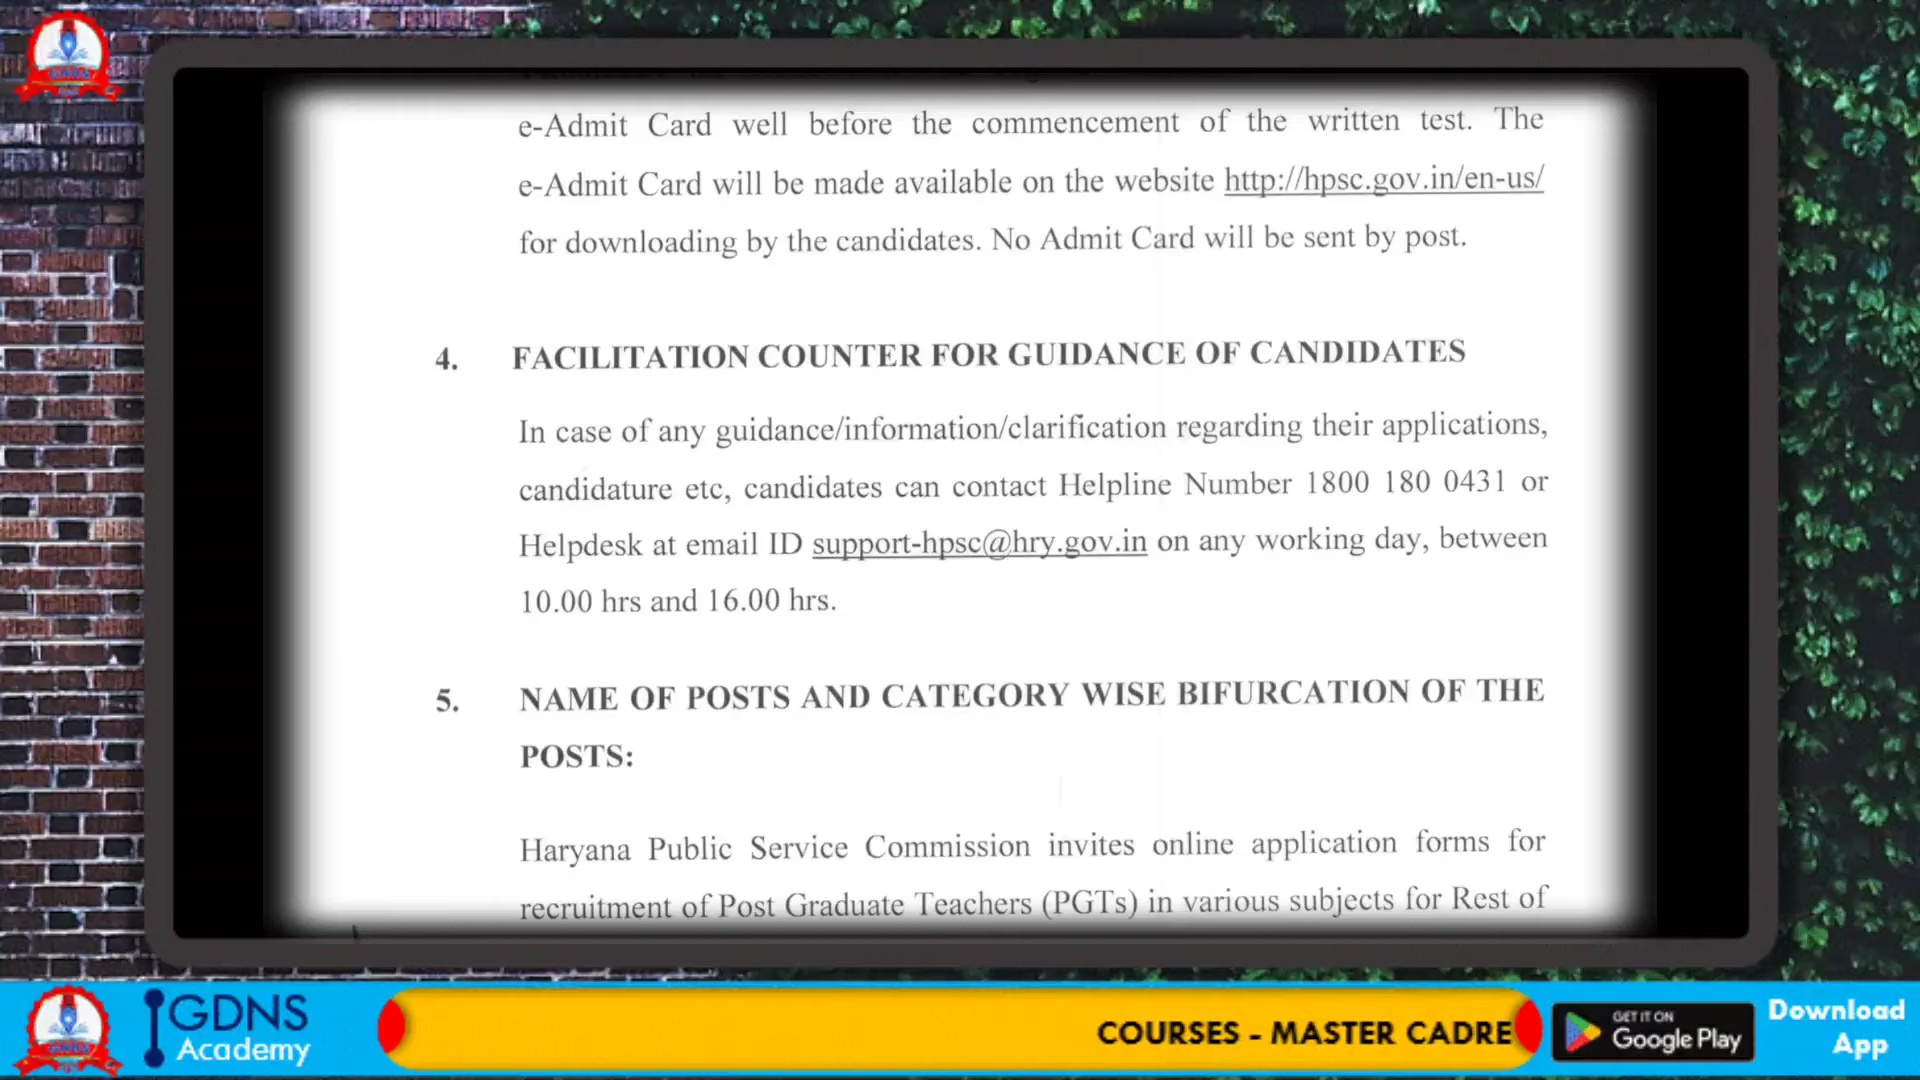 e-Admit Card well before the commencement of the written test. The
e-Admit Card will be made available on the website http://hpsc.gov.in/en-us/
for downloading by the candidates. No Admit Card will be sent by post.
4. FACILITATION COUNTER FOR GUIDANCE OF CANDIDATES
In case of any guidance/information/clarification regarding their applications,
candidature etc, candidates can contact Helpline Number 1800 180 0431 or
Helpdesk at email ID support-hpsc@hry.gov.in on any working day, between
10.00 hrs and 16.00 hrs.
5. NAME OF POSTS AND CATEGORY WISE BIFURCATION OF THE
POSTS:
Haryana Public Service Commission invites online application forms for
recruitment of Post Graduate Teachers (PGTs) in various subjects for Rest of
GDNS
Academy
COURSES - MASTER CADRE
GET IT ON
Google Play
Download
App